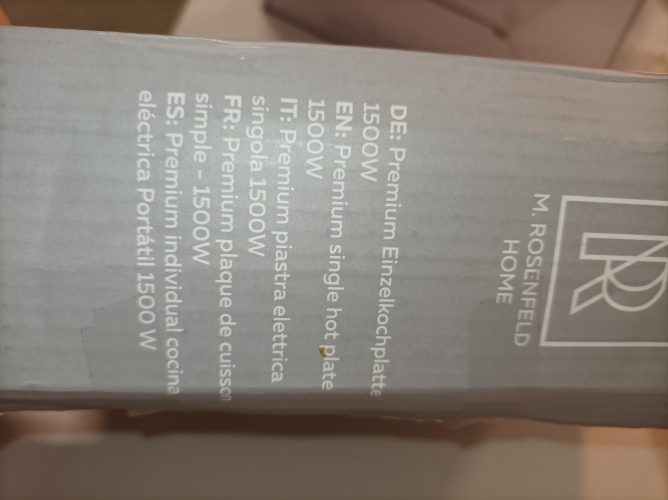 M. ROSENFELD
HOME
DE: Premium Einzelkochplatte
1500W
EN: Premium single hot plate
1500W
IT: Premium piastra elettrica
singola 1500W
FR: Premium plaque de cuisson
simple - 1500W
ES: Premium individual cocina
eléctrica Portátil 1500 W